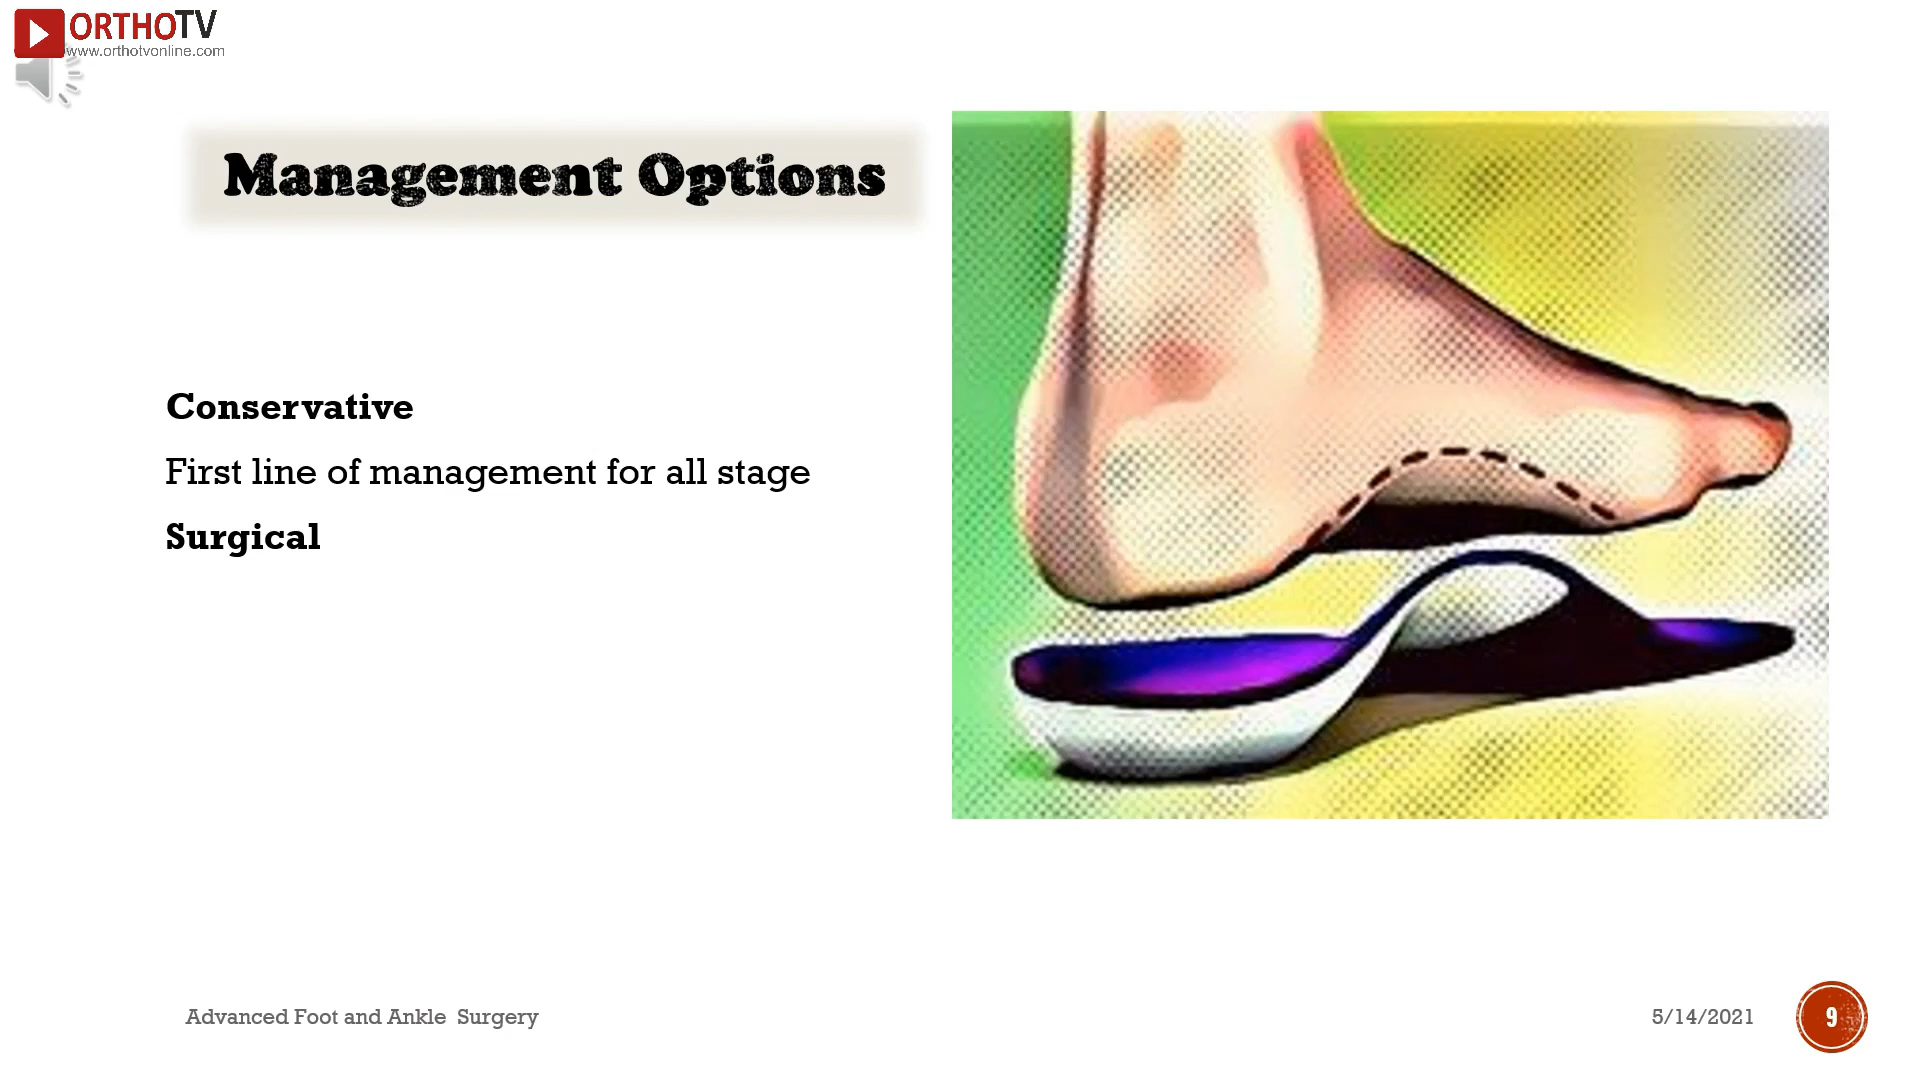 ORTHOTV
www.orthotvonline.com
Management Options
Conservative
First line of management for all stage
Surgical
Advanced Foot and Ankle Surgery
5/14/2021
9